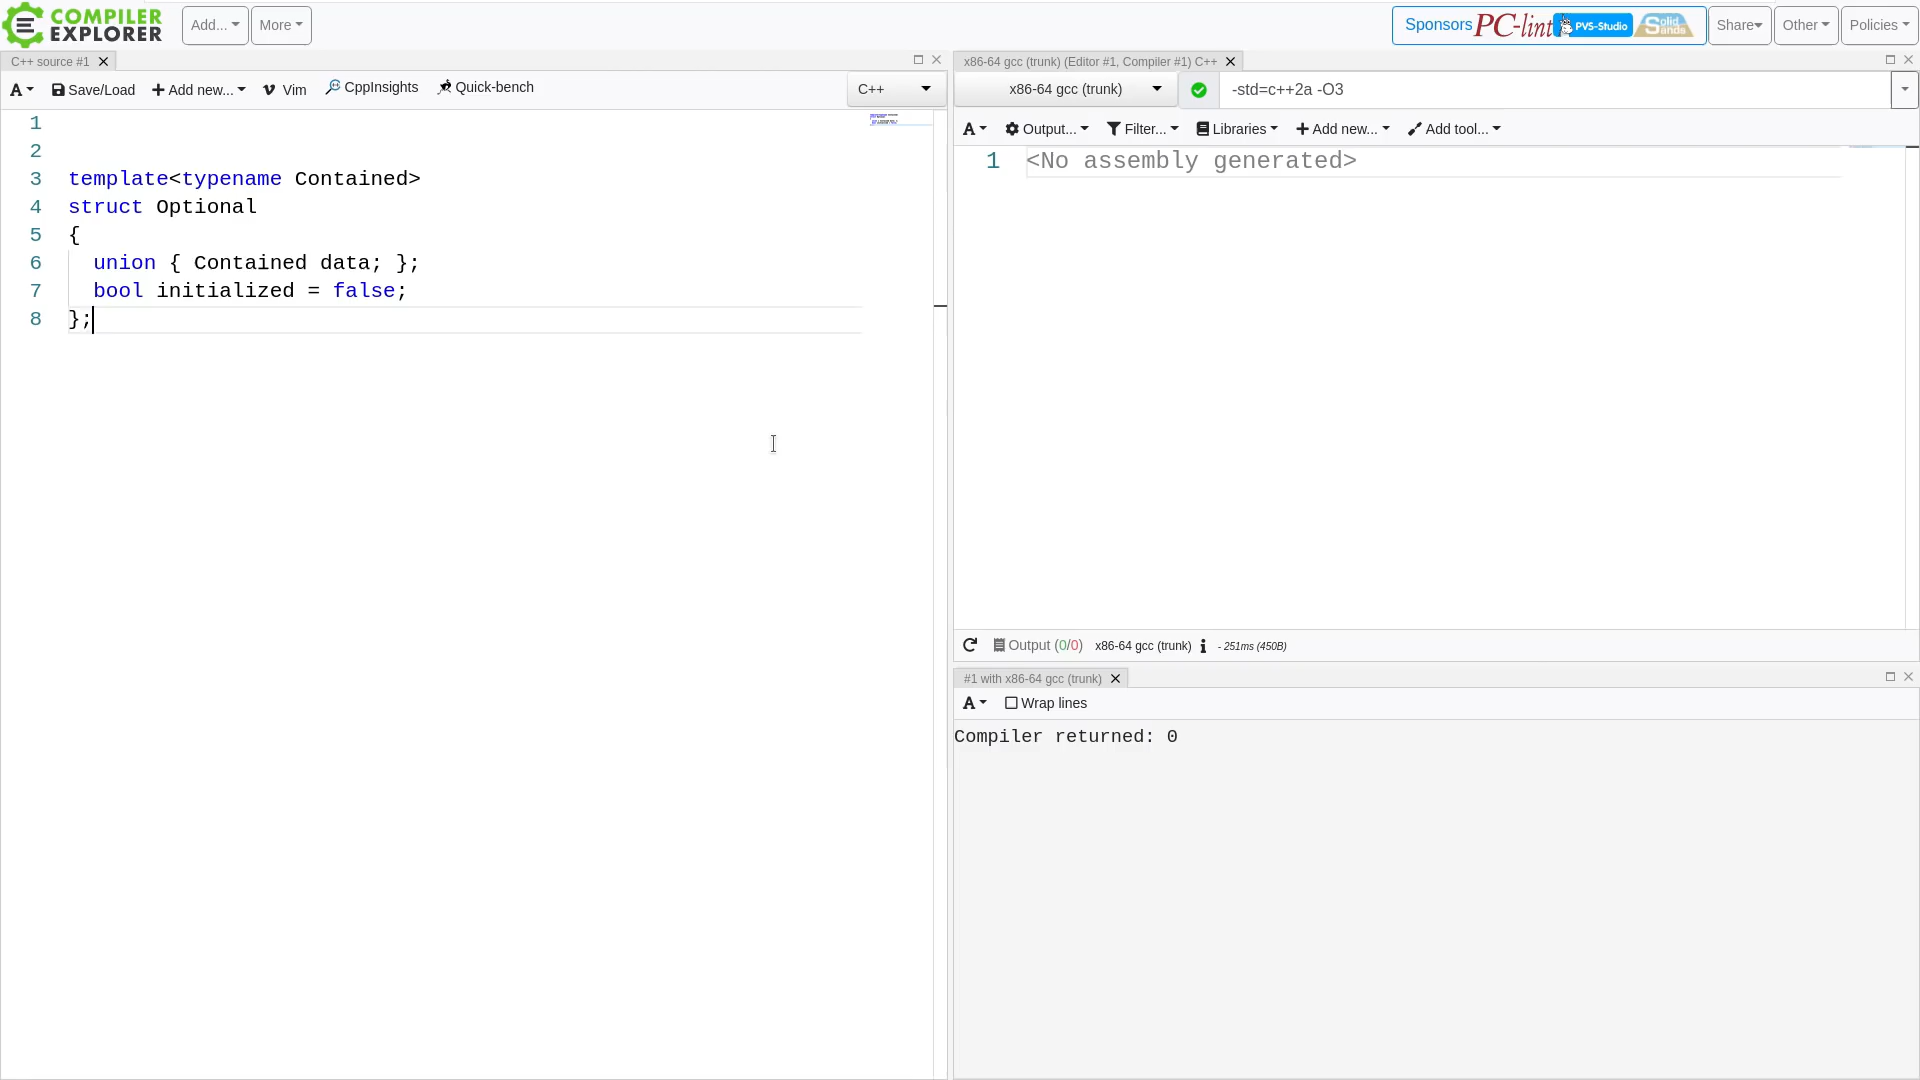 COMPILER
EXPLORER
Add...
More
Sponsors PC-lint PVS-Studio Solid Sands
Share
Other
Policies
C++ source #1
A
Save/Load
Add new...
Vim
CppInsights
Quick-bench
C++
1
2
3 template<typename Contained>
4 struct Optional
5 {
6 union { Contained data; };
7 bool initialized = false;
8 };
x86-64 gcc (trunk) (Editor #1, Compiler #1) C++
x86-64 gcc (trunk)
-std=c++2a -O3
A
Output...
Filter...
Libraries
Add new...
Add tool...
1 <No assembly generated>
Output (0/0) x86-64 gcc (trunk) i - 251ms (450B)
#1 with x86-64 gcc (trunk)
A
Wrap lines
Compiler returned: 0